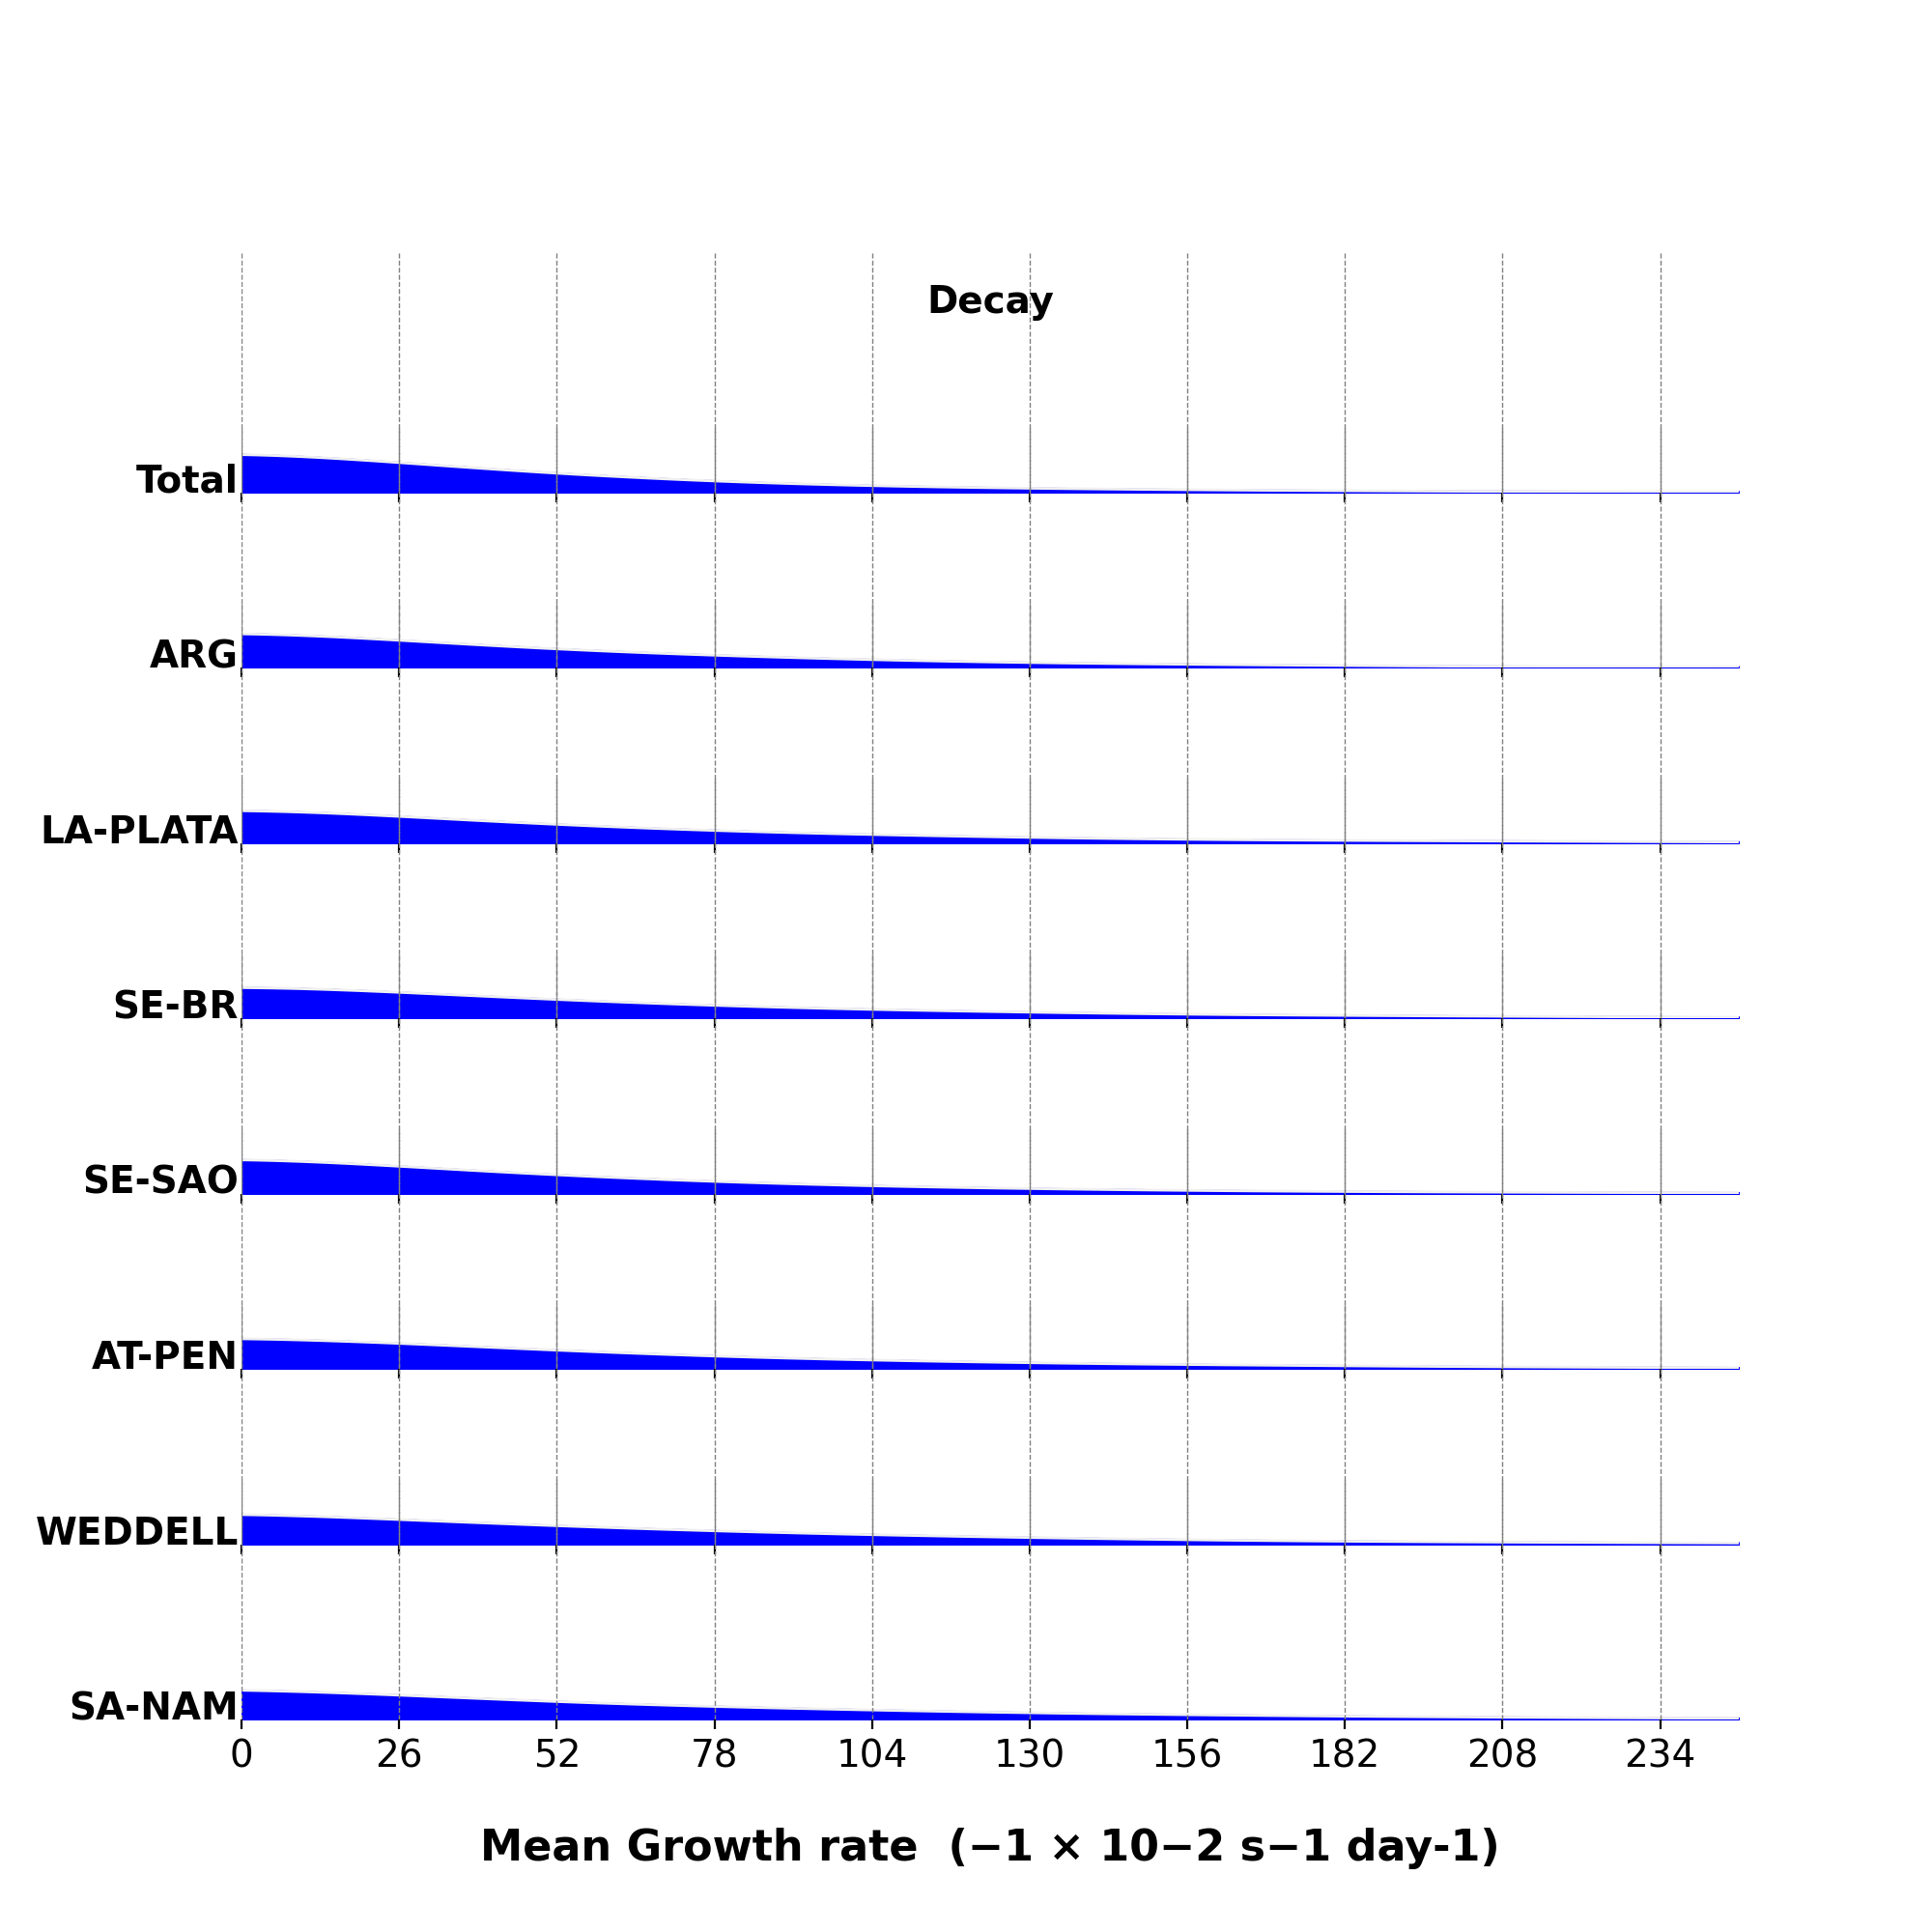 Decay
Total
ARG
LA-PLATA
SE-BR
SE-SAO
AT-PEN
WEDDELL
SA-NAM
0 26 52 78 104 130 156 182 208 234
Mean Growth rate  (−1 × 10−2 s−1 day-1)